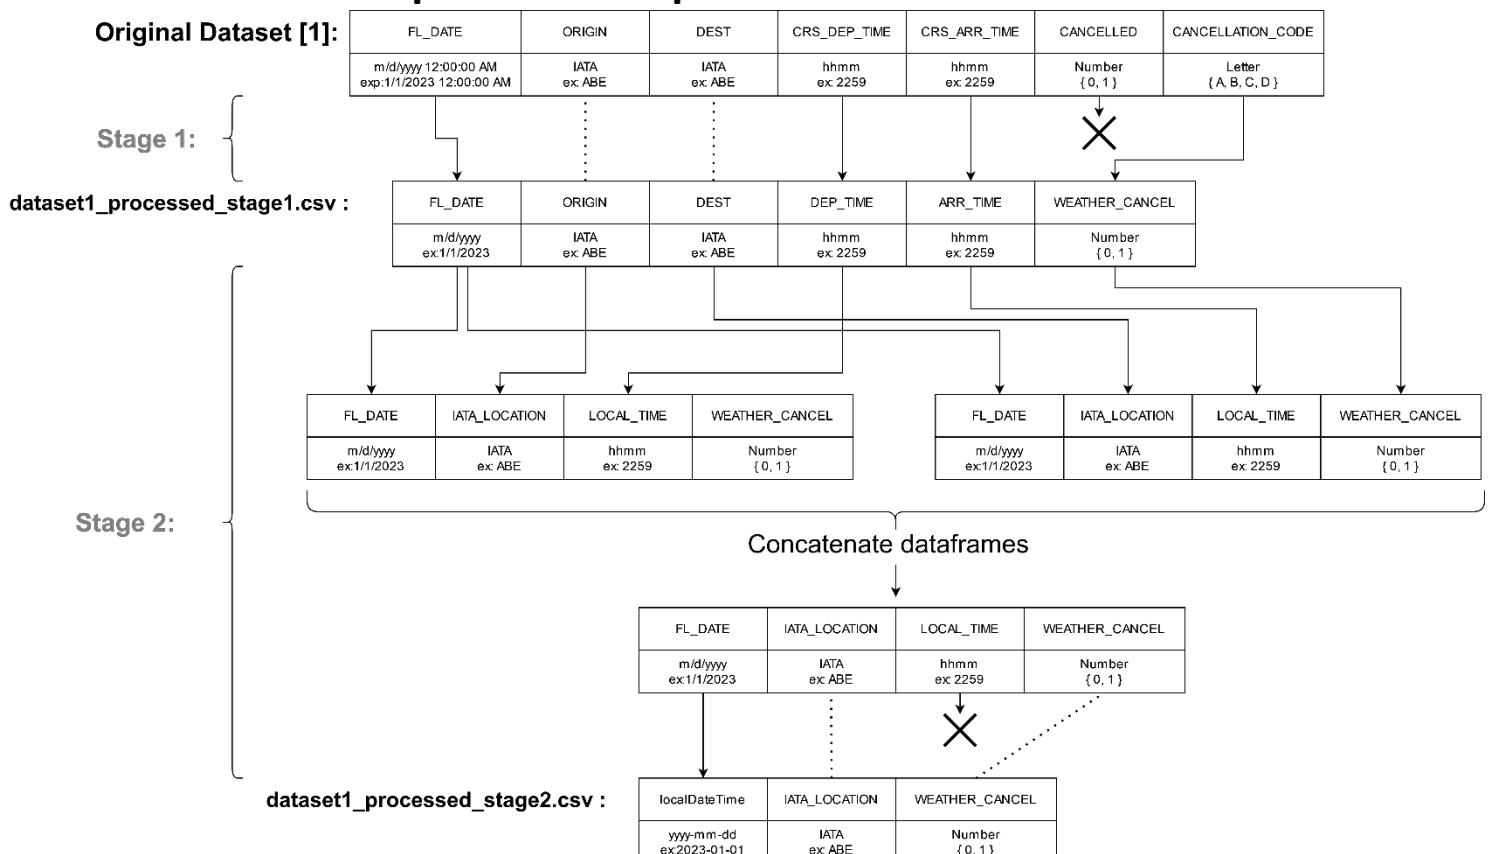 Original Dataset [1]:
FL_DATE ORIGIN DEST CRS_DEP_TIME CRS_ARR_TIME CANCELLED CANCELLATION_CODE
m/d/yyyy 12:00:00 AM IATA IATA hhmm hhmm Number Letter
exp:1/1/2023 12:00:00 AM ex: ABE ex: ABE ex: 2259 ex: 2259 { 0, 1 } { A, B, C, D }
Stage 1:
dataset1_processed_stage1.csv :
FL_DATE ORIGIN DEST DEP_TIME ARR_TIME WEATHER_CANCEL
m/d/yyyy IATA IATA hhmm hhmm Number
ex:1/1/2023 ex: ABE ex: ABE ex: 2259 ex: 2259 { 0, 1 }
Stage 2:
FL_DATE IATA_LOCATION LOCAL_TIME WEATHER_CANCEL FL_DATE IATA_LOCATION LOCAL_TIME WEATHER_CANCEL
m/d/yyyy IATA hhmm Number m/d/yyyy IATA hhmm Number
ex:1/1/2023 ex: ABE ex: 2259 { 0, 1 } ex:1/1/2023 ex: ABE ex: 2259 { 0, 1 }
Concatenate dataframes
FL_DATE IATA_LOCATION LOCAL_TIME WEATHER_CANCEL
m/d/yyyy IATA hhmm Number
ex:1/1/2023 ex: ABE ex: 2259 { 0, 1 }
dataset1_processed_stage2.csv :
localDateTime IATA_LOCATION WEATHER_CANCEL
yyyy-mm-dd IATA Number
ex:2023-01-01 ex: ABE { 0, 1 }